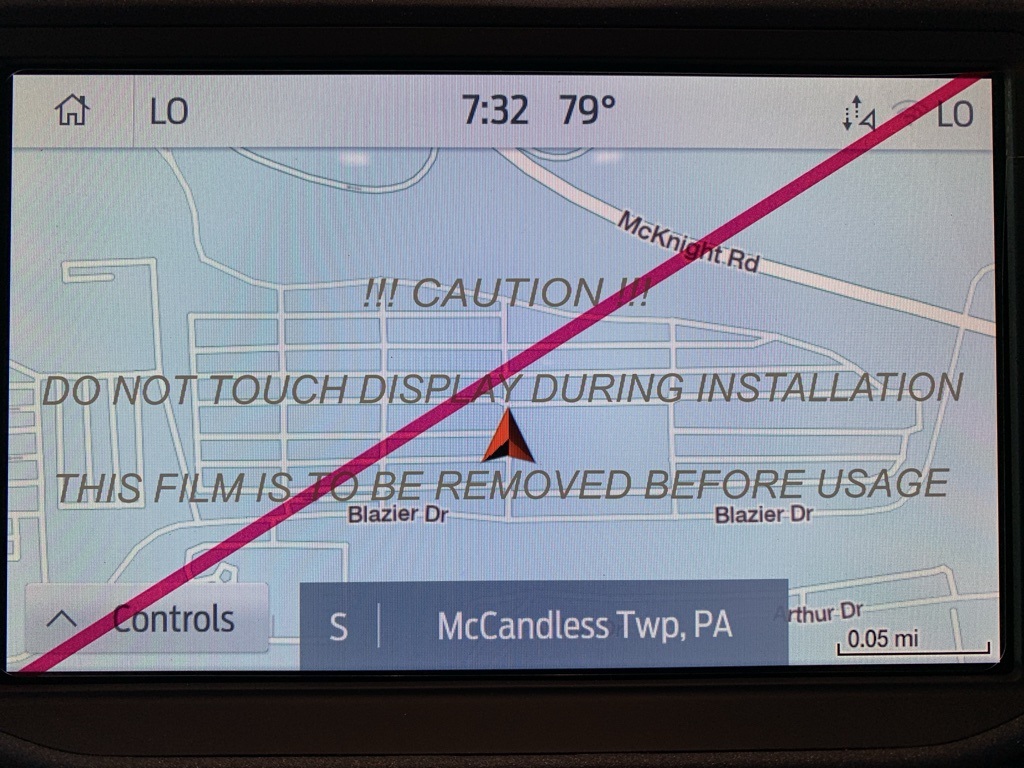 LO 7:32 79° LO
McKnight Rd
!!! CAUTION !!!
DO NOT TOUCH DISPLAY DURING INSTALLATION
THIS FILM IS TO BE REMOVED BEFORE USAGE
Blazier Dr Blazier Dr
Arthur Dr
Controls S McCandless Twp, PA
0.05 mi